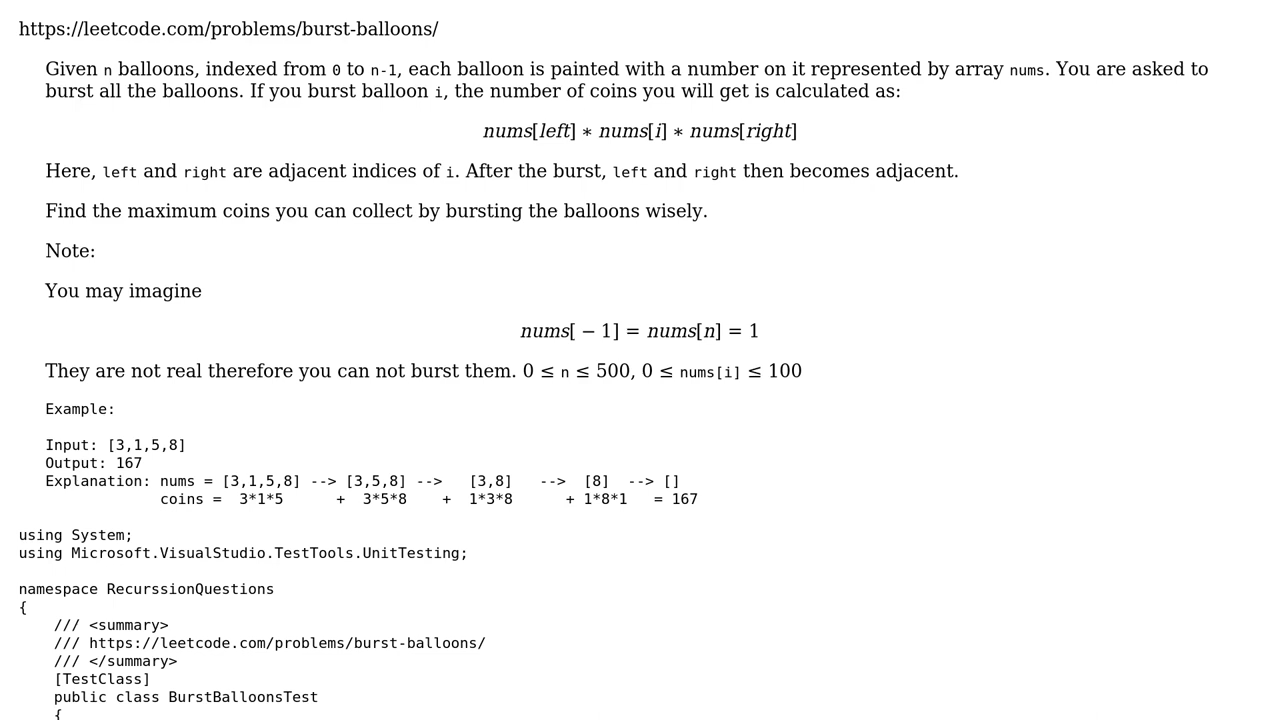 https://leetcode.com/problems/burst-balloons/
Given n balloons, indexed from 0 to n-1, each balloon is painted with a number on it represented by array nums. You are asked to
burst all the balloons. If you burst balloon i, the number of coins you will get is calculated as:
nums[left] ∗ nums[i] ∗ nums[right]
Here, left and right are adjacent indices of i. After the burst, left and right then becomes adjacent.
Find the maximum coins you can collect by bursting the balloons wisely.
Note:
You may imagine
nums[ − 1] = nums[n] = 1
They are not real therefore you can not burst them. 0 ≤ n ≤ 500, 0 ≤ nums[i] ≤ 100
Example:
Input: [3,1,5,8]
Output: 167
Explanation: nums = [3,1,5,8] --> [3,5,8] -->   [3,8]   -->  [8]  --> []
             coins =  3*1*5      +  3*5*8    +  1*3*8      + 1*8*1   = 167
using System;
using Microsoft.VisualStudio.TestTools.UnitTesting;
namespace RecurssionQuestions
{
    /// <summary>
    /// https://leetcode.com/problems/burst-balloons/
    /// </summary>
    [TestClass]
    public class BurstBalloonsTest
    {